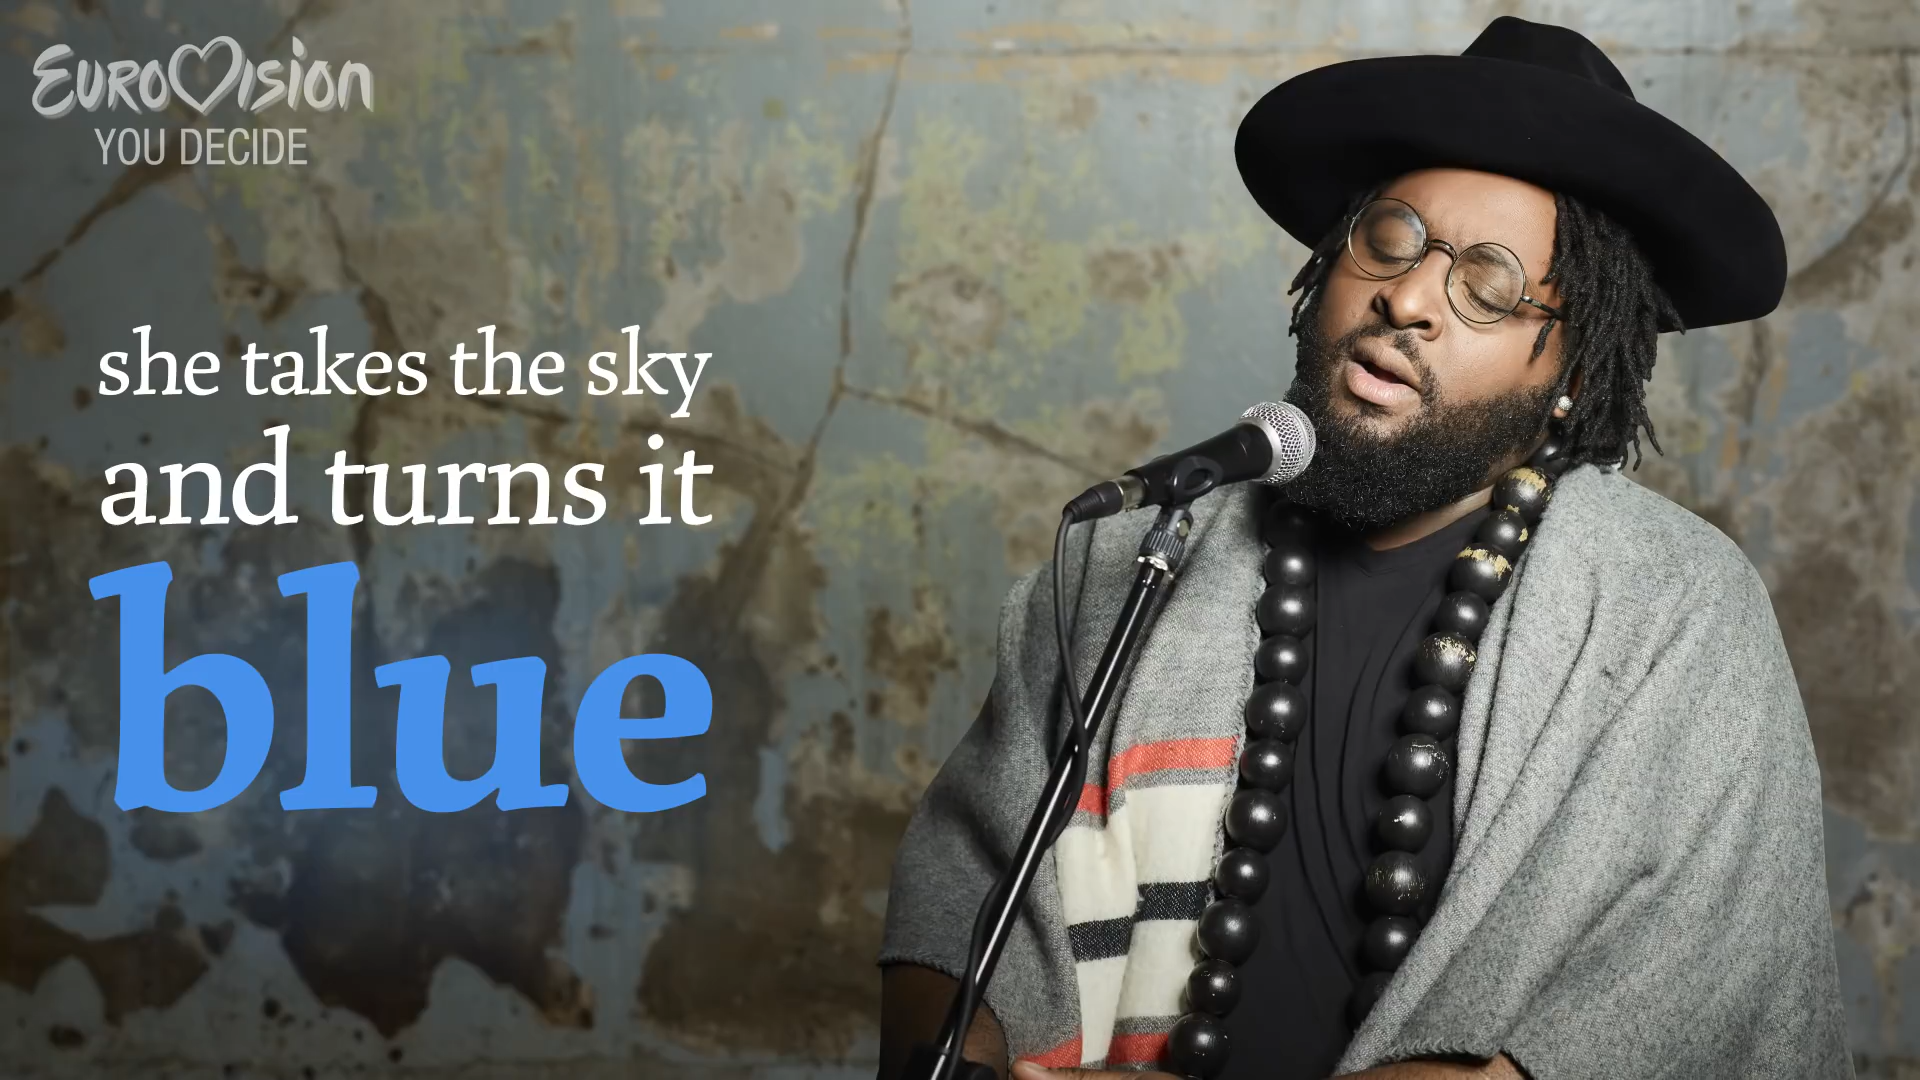 EUROVISION
YOU DECIDE
she takes the sky
and turns it
blue